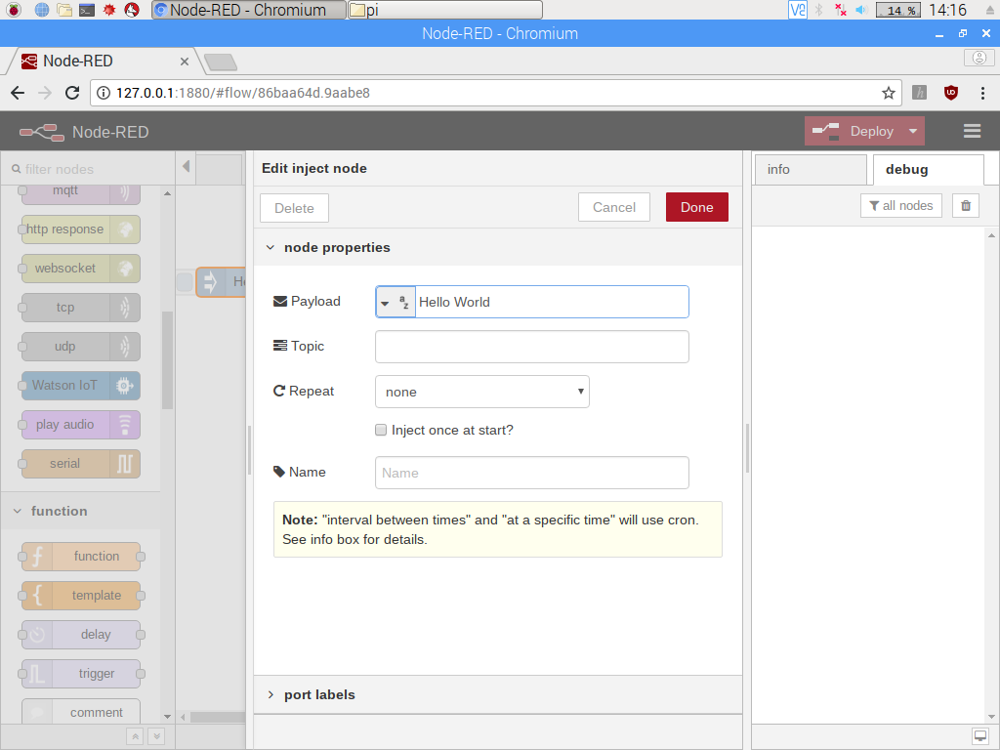 Node-RED - Chromium
pi
14 %
14:16
Node-RED - Chromium
Node-RED
127.0.0.1:1880/#flow/86baa64d.9aabe8
Node-RED
Deploy
filter nodes
mqtt
http response
websocket
tcp
udp
Watson IoT
play audio
serial
function
function
template
delay
trigger
comment
Edit inject node
Delete
Cancel
Done
node properties
Payload
Hello World
Topic
Repeat
none
Inject once at start?
Name
Name
Note: "interval between times" and "at a specific time" will use cron.
See info box for details.
port labels
info
debug
all nodes